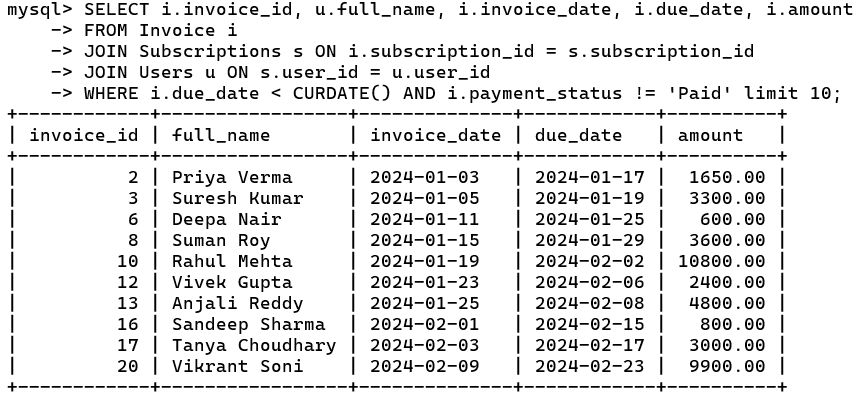 mysql> SELECT i.invoice_id, u.full_name, i.invoice_date, i.due_date, i.amount
    -> FROM Invoice i
    -> JOIN Subscriptions s ON i.subscription_id = s.subscription_id
    -> JOIN Users u ON s.user_id = u.user_id
    -> WHERE i.due_date < CURDATE() AND i.payment_status != 'Paid' limit 10;
+------------+-----------------+--------------+------------+----------+
| invoice_id | full_name       | invoice_date | due_date   | amount   |
+------------+-----------------+--------------+------------+----------+
|          2 | Priya Verma     | 2024-01-03   | 2024-01-17 |  1650.00 |
|          3 | Suresh Kumar    | 2024-01-05   | 2024-01-19 |  3300.00 |
|          6 | Deepa Nair      | 2024-01-11   | 2024-01-25 |   600.00 |
|          8 | Suman Roy       | 2024-01-15   | 2024-01-29 |  3600.00 |
|         10 | Rahul Mehta     | 2024-01-19   | 2024-02-02 | 10800.00 |
|         12 | Vivek Gupta     | 2024-01-23   | 2024-02-06 |  2400.00 |
|         13 | Anjali Reddy    | 2024-01-25   | 2024-02-08 |  4800.00 |
|         16 | Sandeep Sharma  | 2024-02-01   | 2024-02-15 |   800.00 |
|         17 | Tanya Choudhary | 2024-02-03   | 2024-02-17 |  3000.00 |
|         20 | Vikrant Soni    | 2024-02-09   | 2024-02-23 |  9900.00 |
+------------+-----------------+--------------+------------+----------+